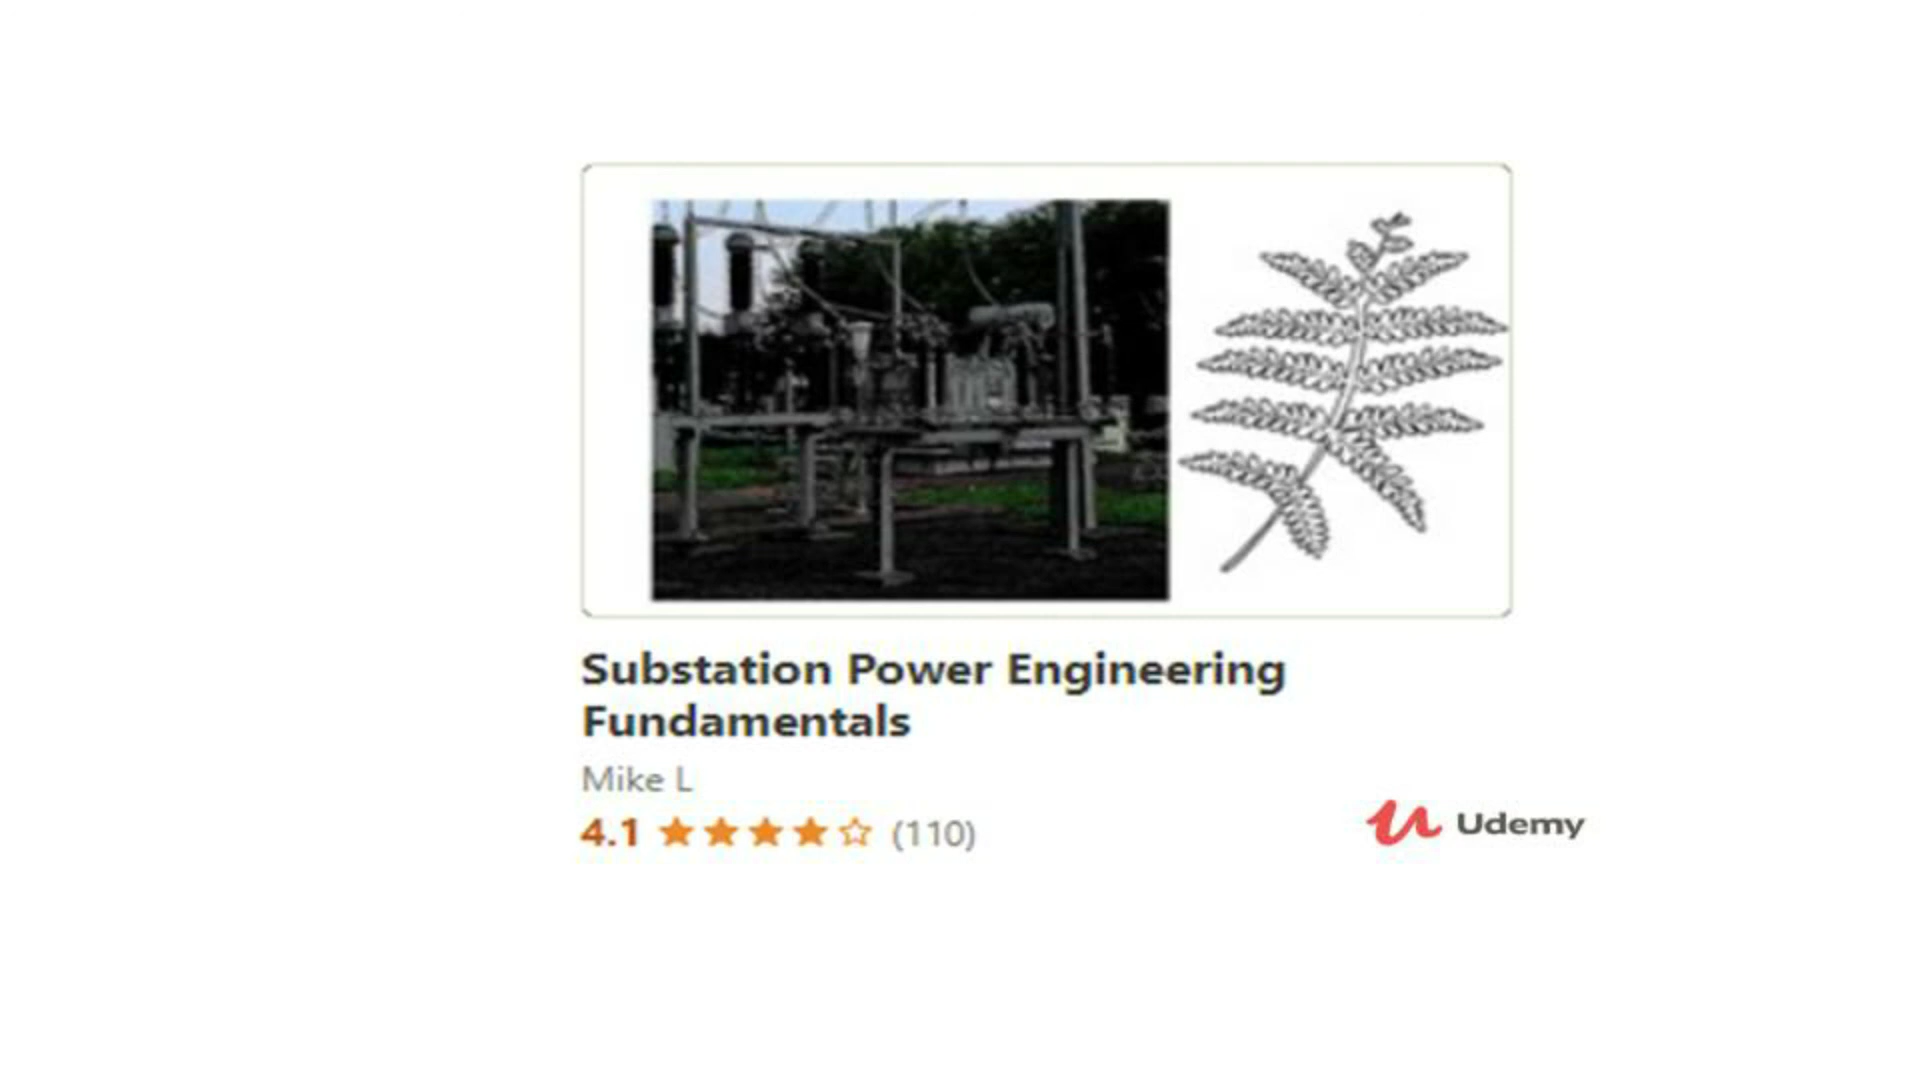 Substation Power Engineering
Fundamentals
Mike L
4.1 (110)
Udemy